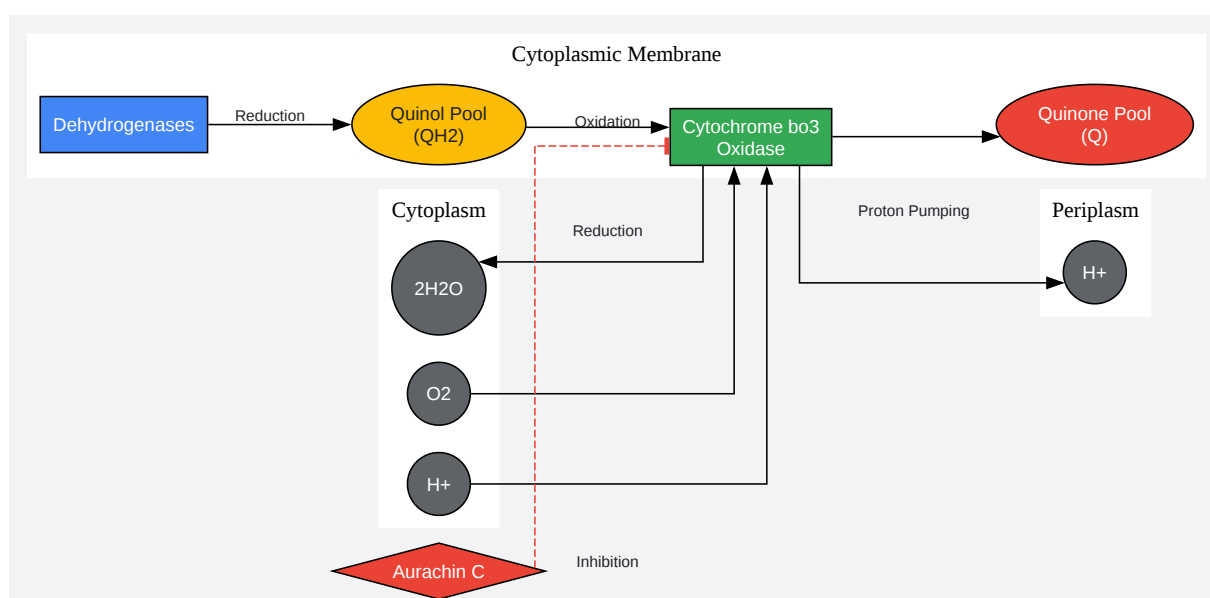 Cytoplasmic Membrane
Dehydrogenases
Reduction
Quinol Pool
(QH2)
Oxidation
Cytochrome bo3
Oxidase
Quinone Pool
(Q)
Cytoplasm
Reduction
Proton Pumping
Periplasm
2H2O
H+
O2
H+
Aurachin C
Inhibition